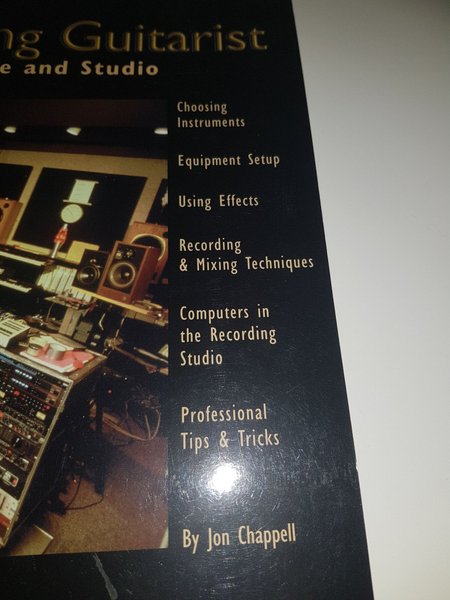 ng Guitarist
e and Studio
Choosing
Instruments
Equipment Setup
Using Effects
Recording
& Mixing Techniques
Computers in
the Recording
Studio
Professional
Tips & Tricks
By Jon Chappell